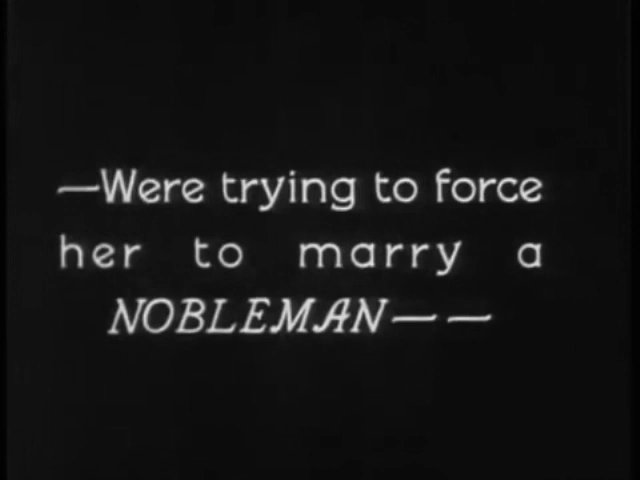 —Were trying to force
her to marry a
NOBLEMAN— —